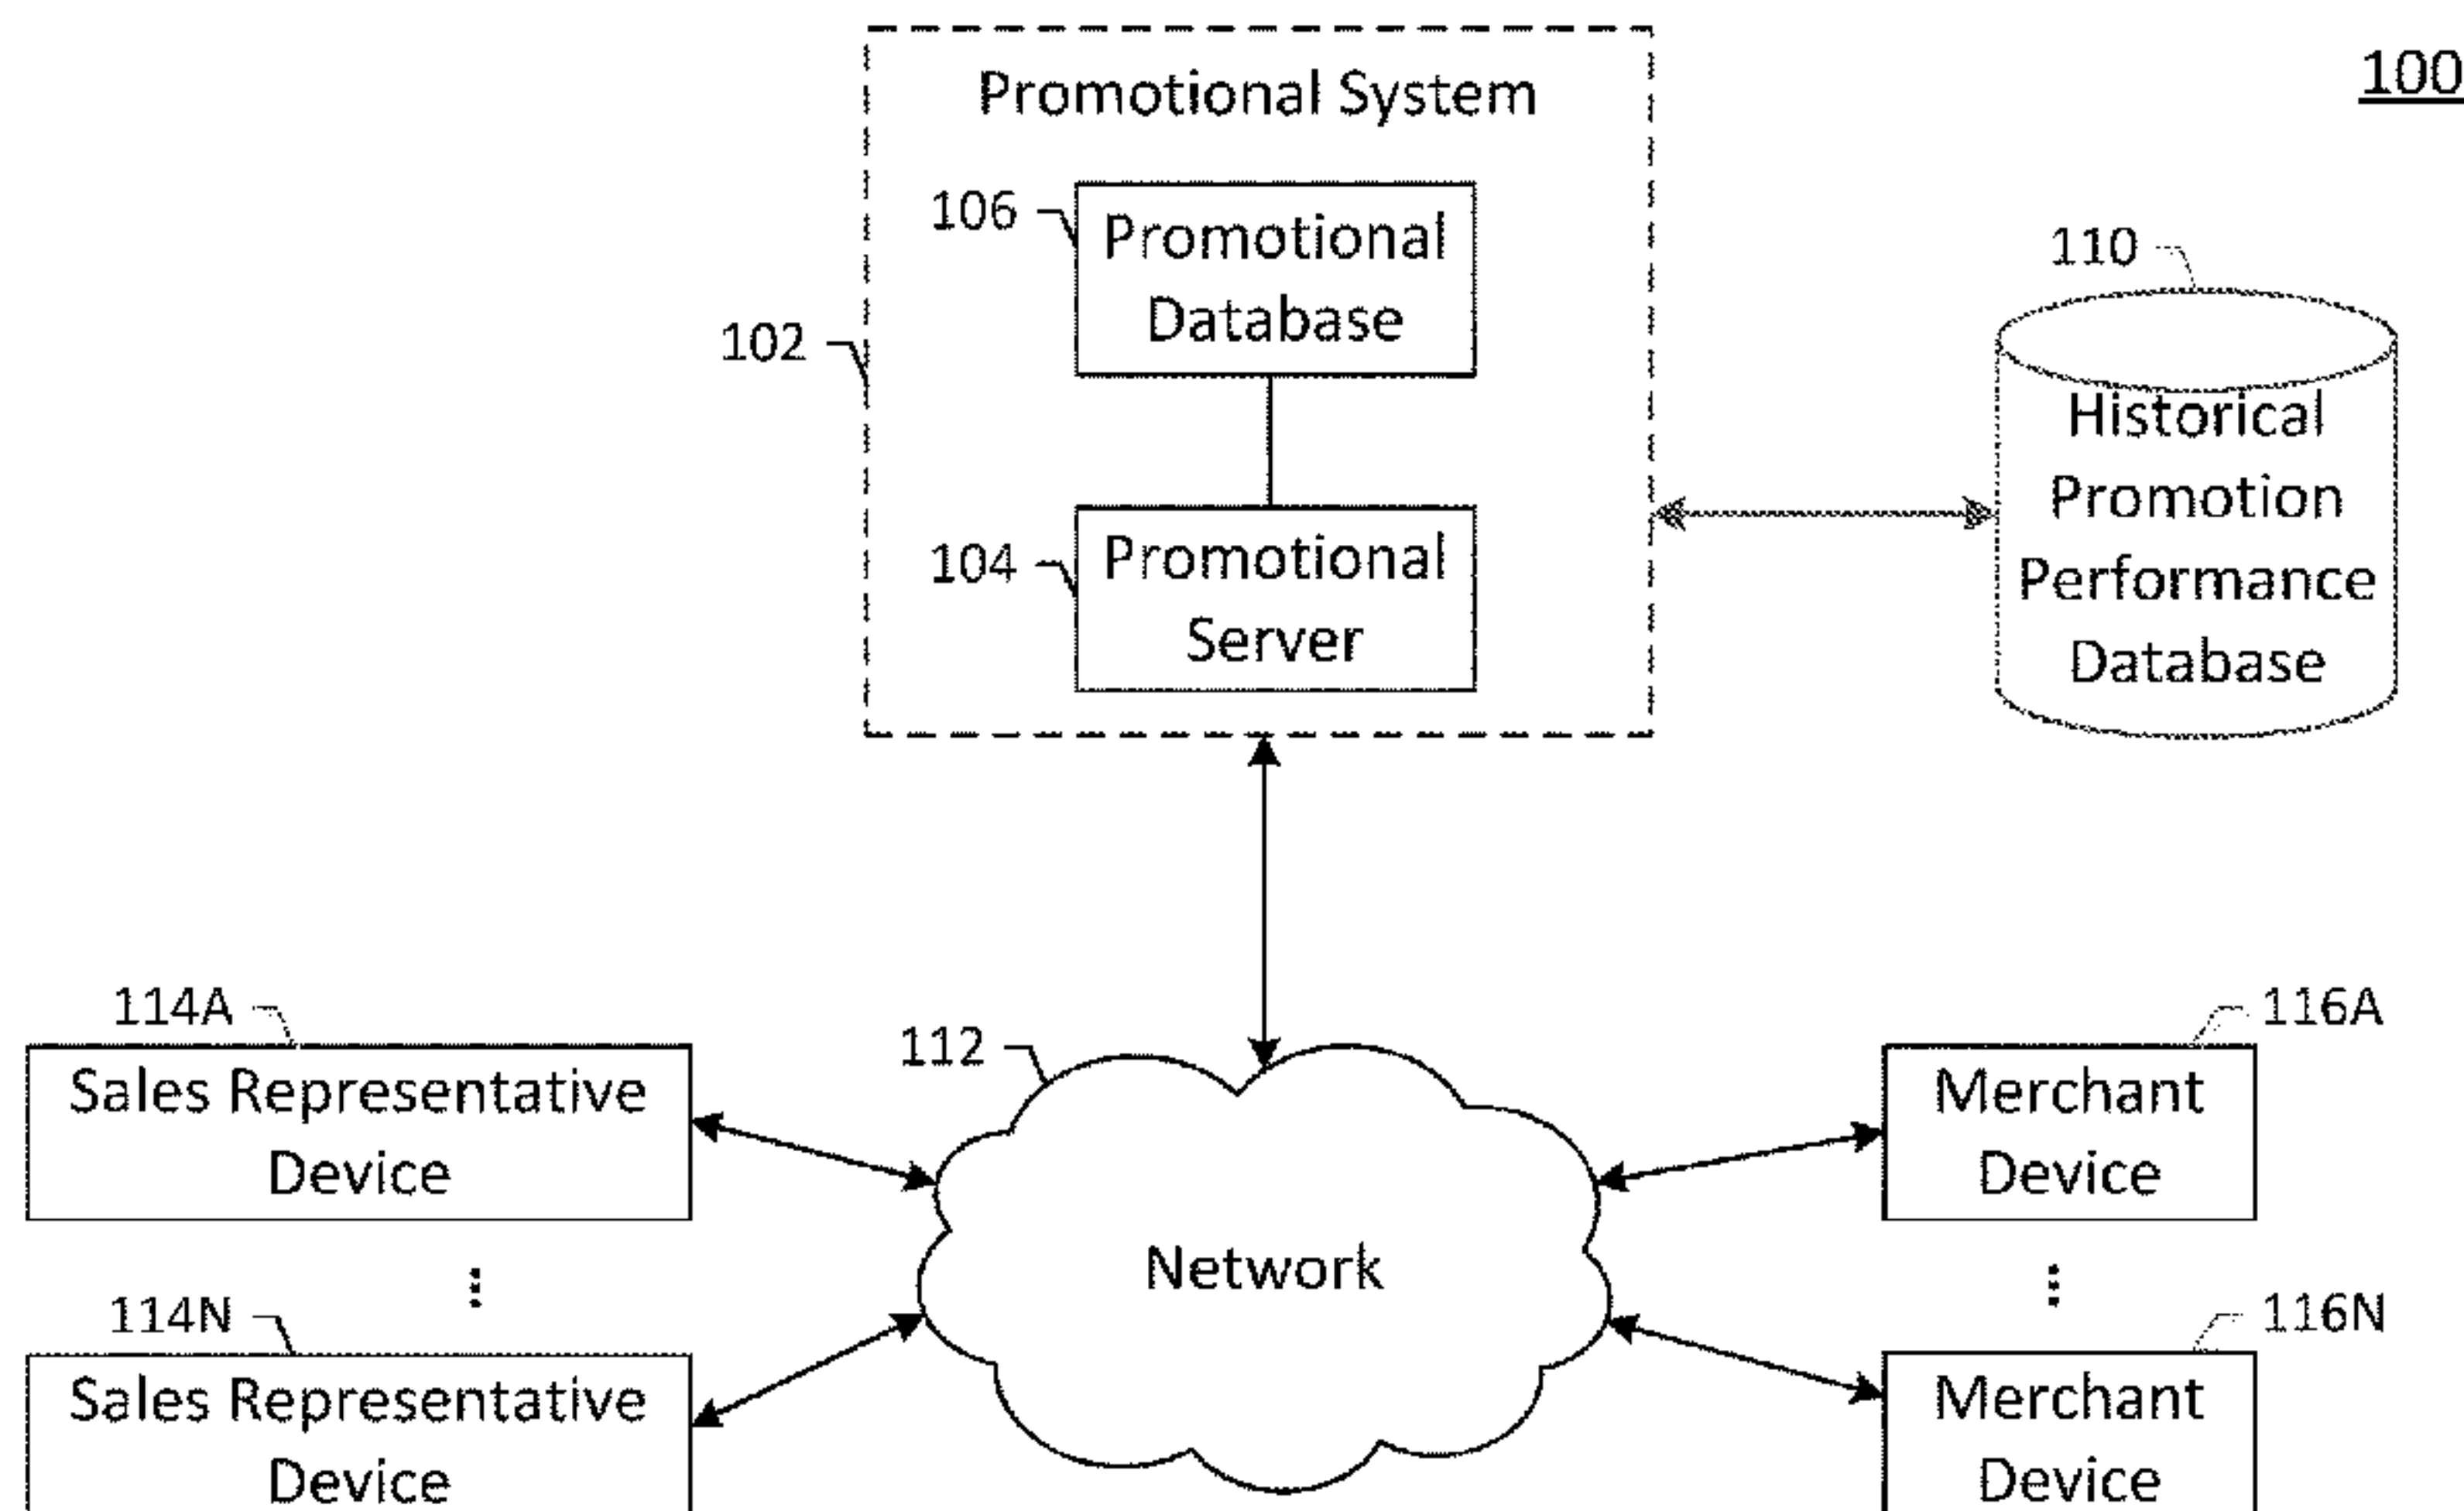 100
Promotional System
106
Promotional
Database
102
104
Promotional
Server
110
Historical
Promotion
Performance
Database
114A
Sales Representative
Device
114N
Sales Representative
Device
112
Network
116A
Merchant
Device
116N
Merchant
Device